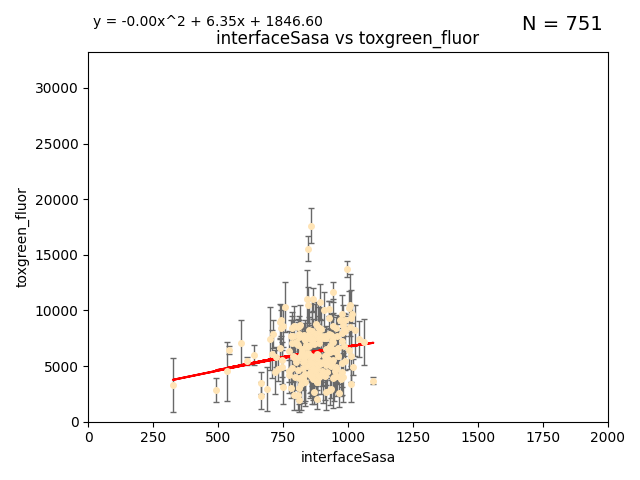 y = -0.00x^2 + 6.35x + 1846.60
N = 751
interfaceSasa vs toxgreen_fluor
30000
25000
20000
15000
10000
5000
0
toxgreen_fluor
0 250 500 750 1000 1250 1500 1750 2000
interfaceSasa